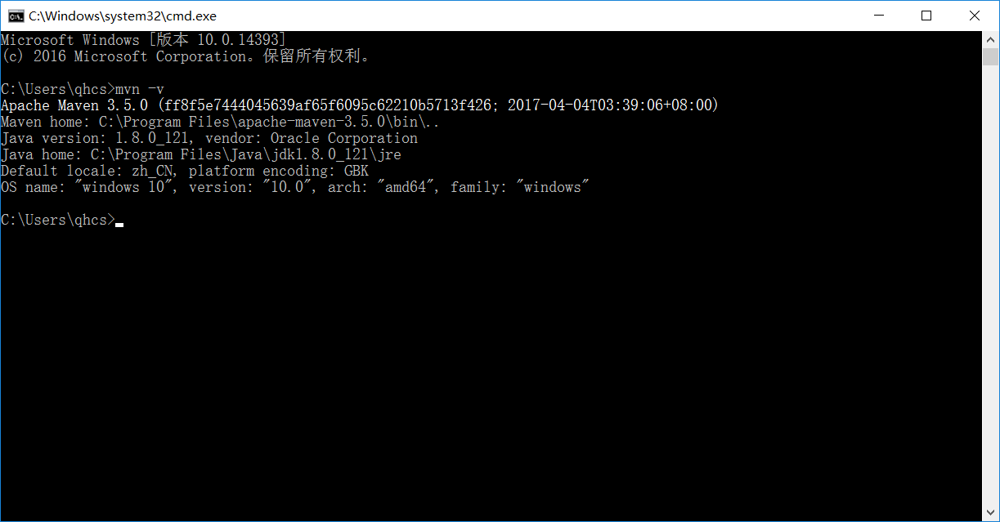 C:\Windows\system32\cmd.exe
Microsoft Windows [版本 10.0.14393]
(c) 2016 Microsoft Corporation。保留所有权利。
C:\Users\qhcs>mvn -v
Apache Maven 3.5.0 (ff8f5e7444045639af65f6095c62210b5713f426; 2017-04-04T03:39:06+08:00)
Maven home: C:\Program Files\apache-maven-3.5.0\bin\..
Java version: 1.8.0_121, vendor: Oracle Corporation
Java home: C:\Program Files\Java\jdk1.8.0_121\jre
Default locale: zh_CN, platform encoding: GBK
OS name: "windows 10", version: "10.0", arch: "amd64", family: "windows"
C:\Users\qhcs>